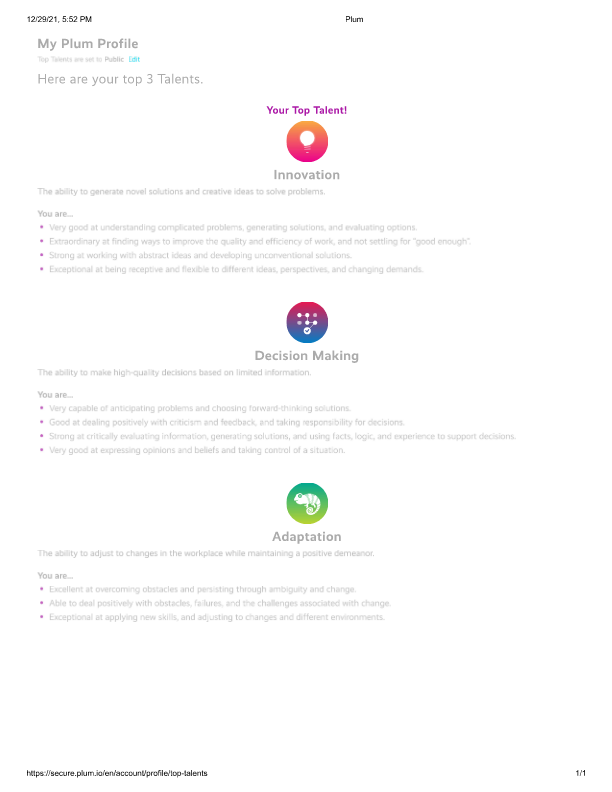 12/29/21, 5:52 PM Plum
My Plum Profile
Top Talents are set to Public Edit
Here are your top 3 Talents.
Your Top Talent!
Innovation
The ability to generate novel solutions and creative ideas to solve problems.
You are...
• Very good at understanding complicated problems, generating solutions, and evaluating options.
• Extraordinary at finding ways to improve the quality and efficiency of work, and not settling for "good enough".
• Strong at working with abstract ideas and developing unconventional solutions.
• Exceptional at being receptive and flexible to different ideas, perspectives, and changing demands.
Decision Making
The ability to make high-quality decisions based on limited information.
You are...
• Very capable of anticipating problems and choosing forward-thinking solutions.
• Good at dealing positively with criticism and feedback, and taking responsibility for decisions.
• Strong at critically evaluating information, generating solutions, and using facts, logic, and experience to support decisions.
• Very good at expressing opinions and beliefs and taking control of a situation.
Adaptation
The ability to adjust to changes in the workplace while maintaining a positive demeanor.
You are...
• Excellent at overcoming obstacles and persisting through ambiguity and change.
• Able to deal positively with obstacles, failures, and the challenges associated with change.
• Exceptional at applying new skills, and adjusting to changes and different environments.
https://secure.plum.io/en/account/profile/top-talents 1/1